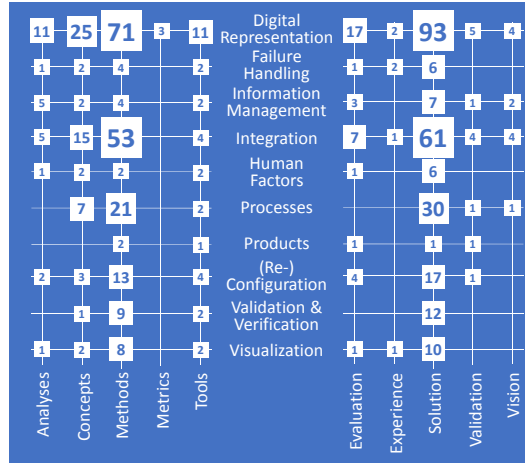 11 25 71 3 11 Digital Representation 17 2 93 5 4
1 2 4 2 Failure Handling 1 2 6
5 2 4 2 Information Management 3 7 1 2
5 15 53 4 Integration 7 1 61 4 4
1 2 2 2 Human Factors 1 6
7 21 2 Processes 30 1 1
2 1 Products 1 1 1
2 3 13 4 (Re-) Configuration 4 17 1
1 9 2 Validation & Verification 12
1 2 8 2 Visualization 1 1 10
Analyses Concepts Methods Metrics Tools Evaluation Experience Solution Validation Vision